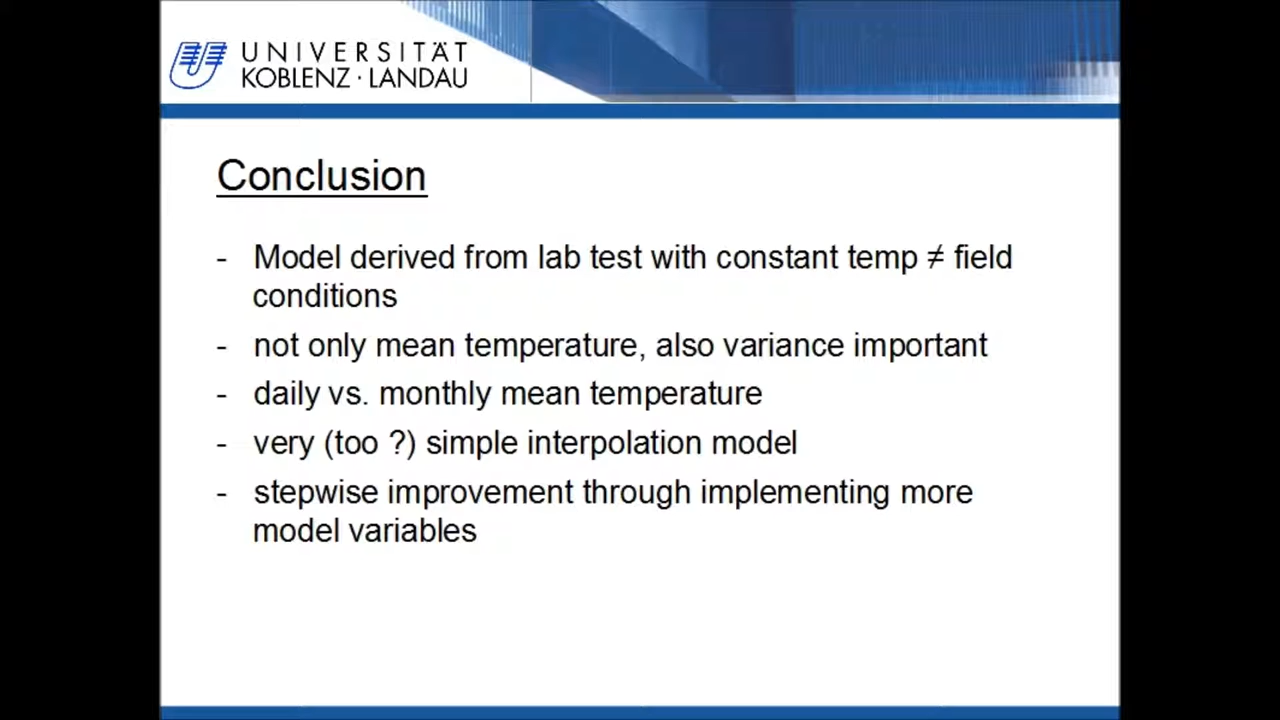 UNIVERSITÄT
KOBLENZ · LANDAU
Conclusion
- Model derived from lab test with constant temp ≠ field
conditions
- not only mean temperature, also variance important
- daily vs. monthly mean temperature
- very (too ?) simple interpolation model
- stepwise improvement through implementing more
model variables